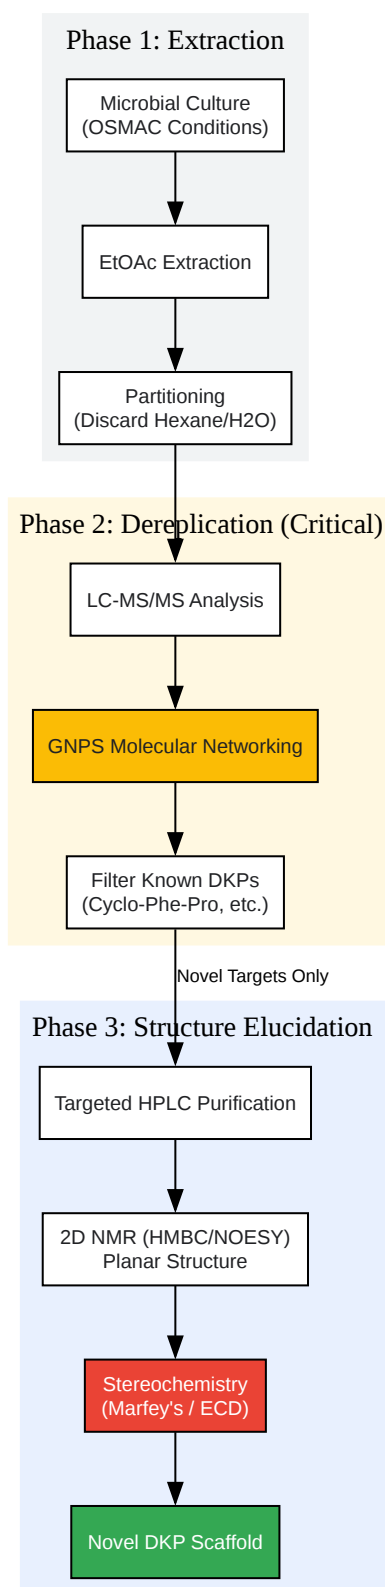 Phase 1: Extraction
Microbial Culture
(OSMAC Conditions)
EtOAc Extraction
Partitioning
(Discard Hexane/H2O)
Phase 2: Dereplication (Critical)
LC-MS/MS Analysis
GNPS Molecular Networking
Filter Known DKPs
(Cyclo-Phe-Pro, etc.)
Novel Targets Only
Phase 3: Structure Elucidation
Targeted HPLC Purification
2D NMR (HMBC/NOESY)
Planar Structure
Stereochemistry
(Marfey's / ECD)
Novel DKP Scaffold